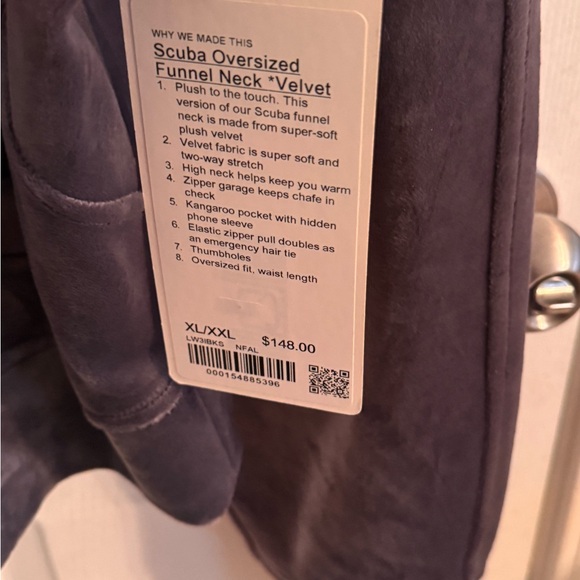 WHY WE MADE THIS
Scuba Oversized
Funnel Neck *Velvet
1. Plush to the touch. This
version of our Scuba funnel
neck is made from super-soft
plush velvet
2. Velvet fabric is super soft and
two-way stretch
3. High neck helps keep you warm
4. Zipper garage keeps chafe in
check
5. Kangaroo pocket with hidden
phone sleeve
6. Elastic zipper pull doubles as
an emergency hair tie
7. Thumbholes
8. Oversized fit, waist length
XL/XXL $148.00
LW3IBKS NFAL
000154885396